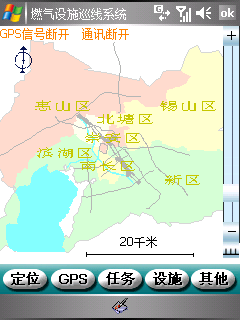 燃气设施巡线系统 ok
GPS信号断开 通讯断开
惠山区 锡山区
北塘区
崇安区
滨湖区
南长区
新区
20千米
定位 GPS 任务 设施 其他